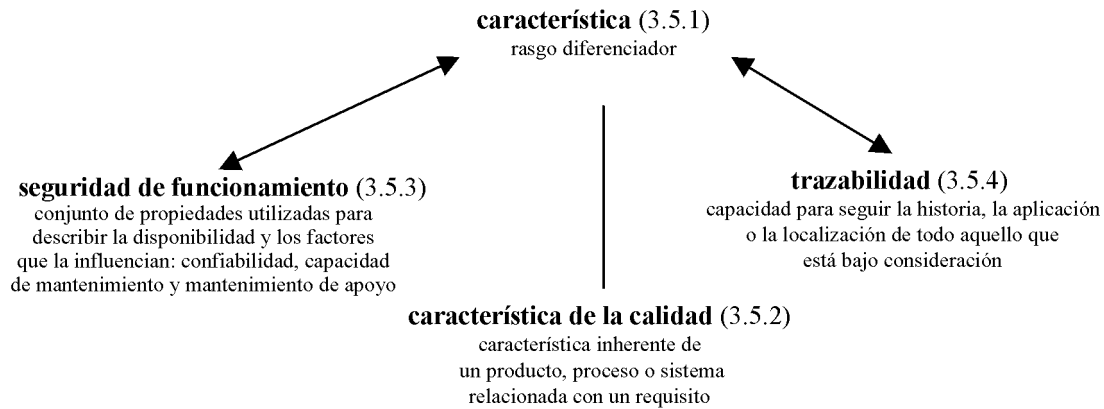 característica (3.5.1)
rasgo diferenciador
seguridad de funcionamiento (3.5.3)
conjunto de propiedades utilizadas para
describir la disponibilidad y los factores
que la influencian: confiabilidad, capacidad
de mantenimiento y mantenimiento de apoyo
trazabilidad (3.5.4)
capacidad para seguir la historia, la aplicación
o la localización de todo aquello que
está bajo consideración
característica de la calidad (3.5.2)
característica inherente de
un producto, proceso o sistema
relacionada con un requisito